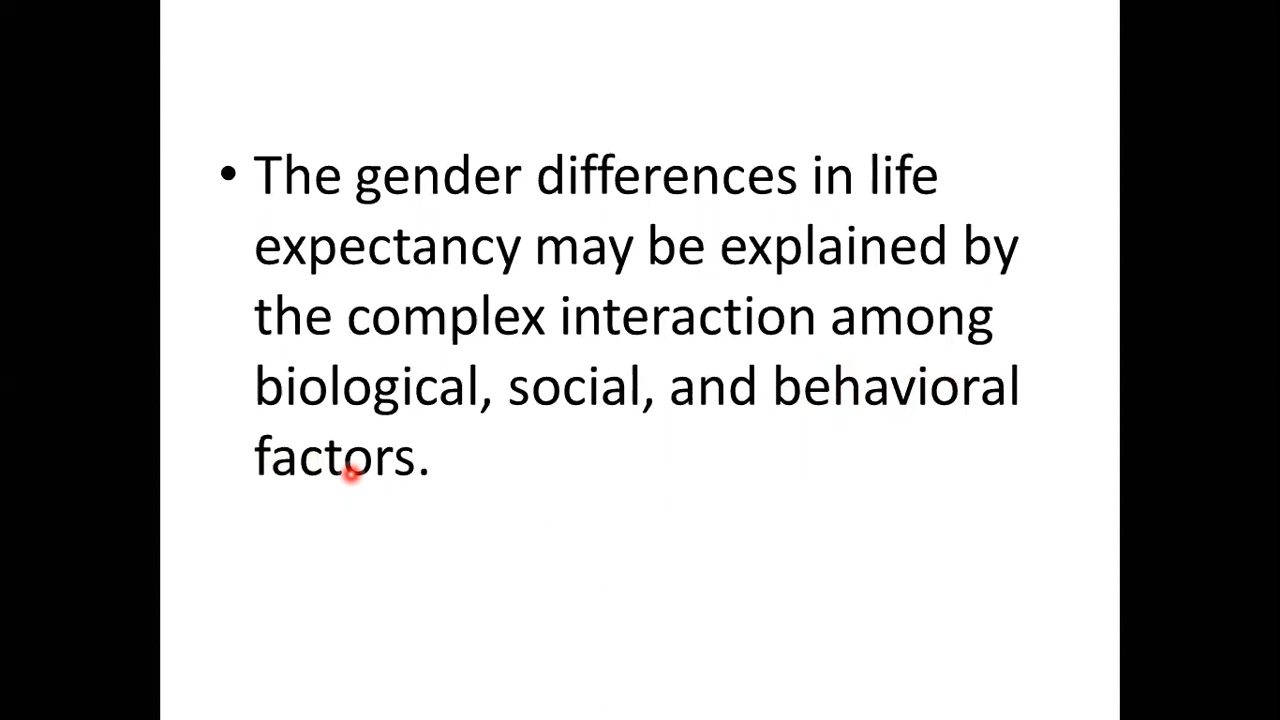 • The gender differences in life
expectancy may be explained by
the complex interaction among
biological, social, and behavioral
factors.